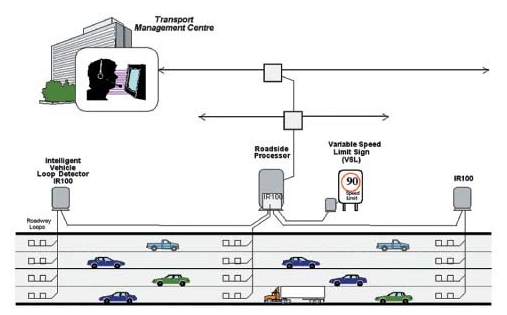 Transport
Management Centre
Roadside
Processor
Variable Speed
Limit Sign
(VSL)
Intelligent
Vehicle
Loop Detector
IR100
90
Speed
Limit
IR100
IR100
Roadway
Loops